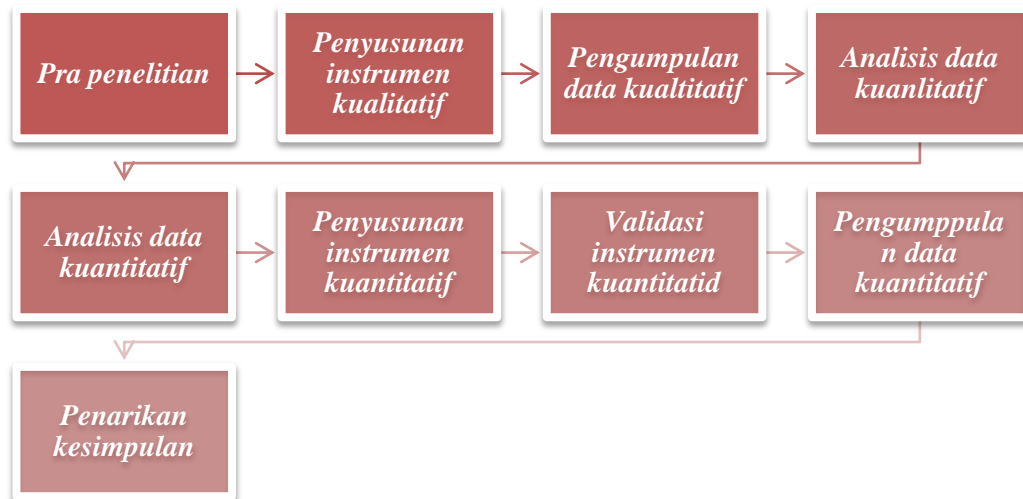 Pra penelitian
Penyusunan
instrumen
kualitatif
Pengumpulan
data kualtitatif
Analisis data
kuanlitatif
Analisis data
kuantitatif
Penyusunan
instrumen
kuantitatif
Validasi
instrumen
kuantitatid
Pengumppula
n data
kuantitatif
Penarikan
kesimpulan